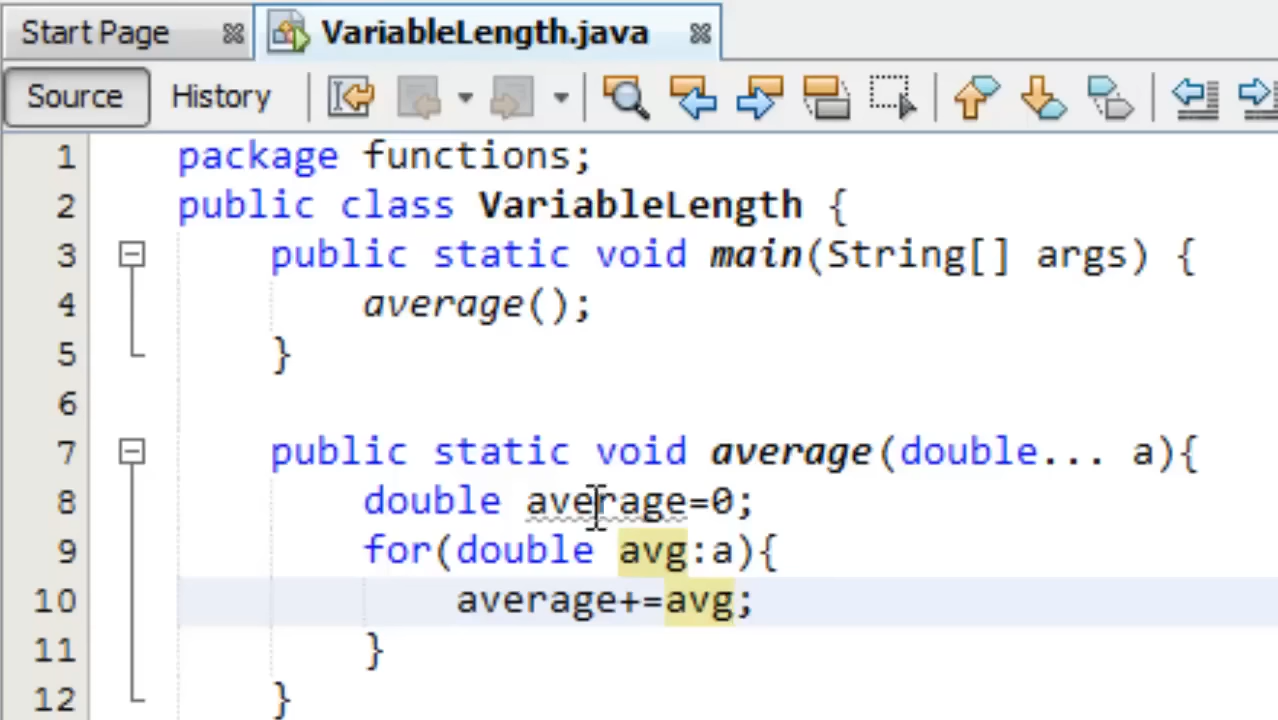 Start Page VariableLength.java
Source History
1 package functions;
2 public class VariableLength {
3 public static void main(String[] args) {
4 average();
5 }
6
7 public static void average(double... a){
8 double average=0;
9 for(double avg:a){
10 average+=avg;
11 }
12 }